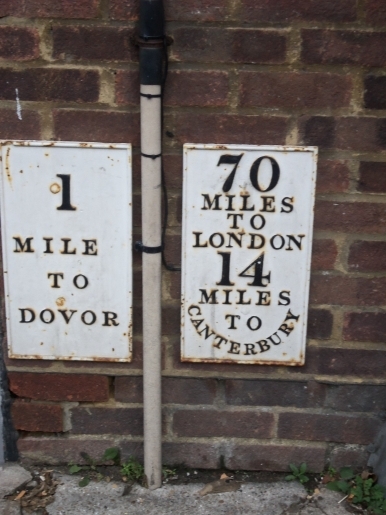 1
MILE
TO
DOVOR
70
MILES
TO
LONDON
14
MILES
TO
CANTERBURY